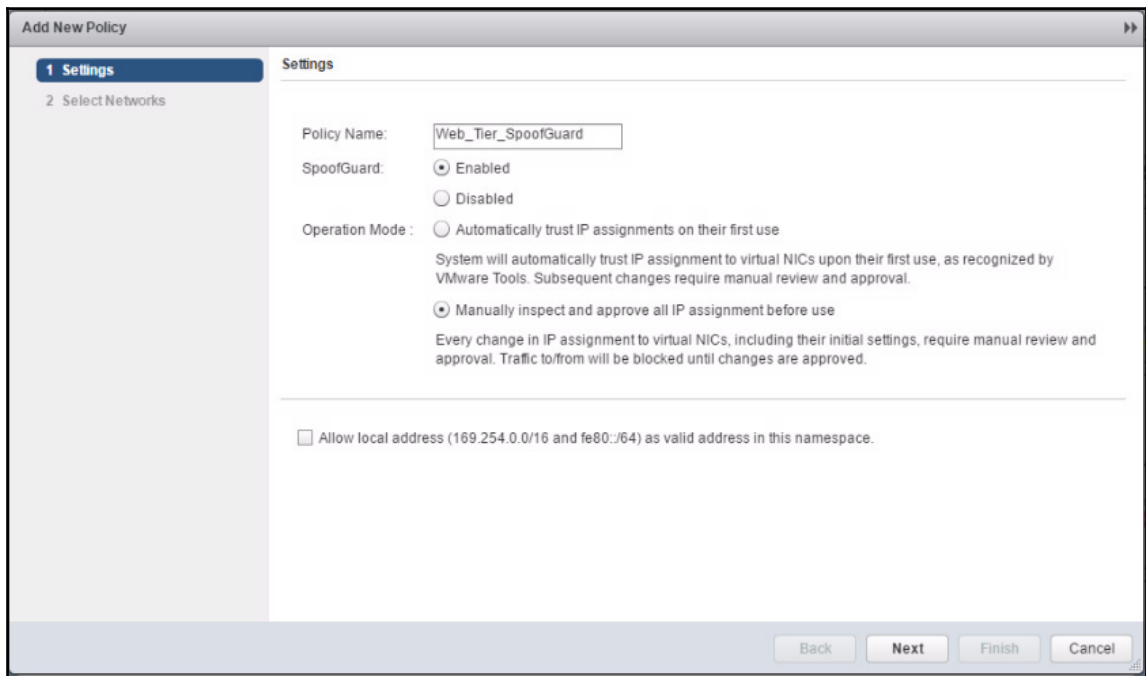 Add New Policy
1 Settings
2 Select Networks
Settings
Policy Name: Web_Tier_SpoofGuard
SpoofGuard: Enabled
Disabled
Operation Mode : Automatically trust IP assignments on their first use
System will automatically trust IP assignment to virtual NICs upon their first use, as recognized by
VMware Tools. Subsequent changes require manual review and approval.
Manually inspect and approve all IP assignment before use
Every change in IP assignment to virtual NICs, including their initial settings, require manual review and
approval. Traffic to/from will be blocked until changes are approved.
Allow local address (169.254.0.0/16 and fe80::/64) as valid address in this namespace.
Back Next Finish Cancel